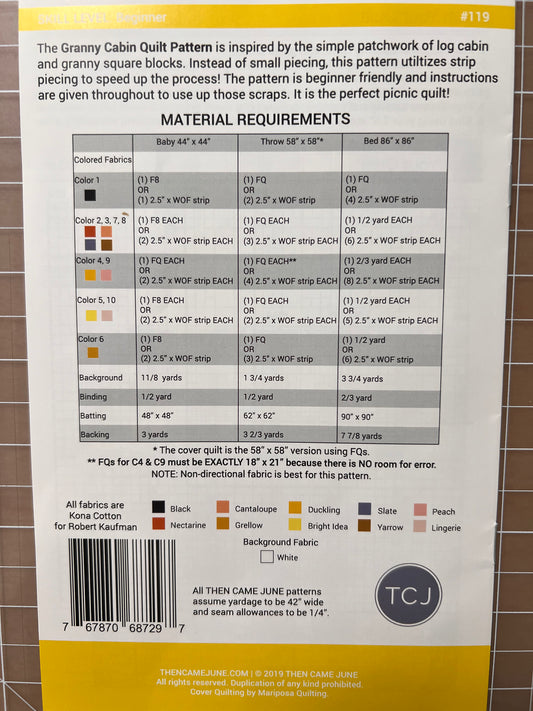 SKILL LEVEL - Beginner
#119
The Granny Cabin Quilt Pattern is inspired by the simple patchwork of log cabin
and granny square blocks. Instead of small piecing, this pattern utiltizes strip
piecing to speed up the process! The pattern is beginner friendly and instructions
are given throughout to use up those scraps. It is the perfect picnic quilt!
MATERIAL REQUIREMENTS
Baby 44" x 44" Throw 58" x 58"* Bed 86" x 86"
Colored Fabrics
Color 1 (1) F8 (1) FQ (1) FQ
OR OR OR
(1) 2.5" x WOF strip (2) 2.5" x WOF strip (4) 2.5" x WOF strip
Color 2, 3, 7, 8 (1) F8 EACH (1) FQ EACH (1) 1/2 yard EACH
OR OR OR
(2) 2.5" x WOF strip EACH (3) 2.5" x WOF strip EACH (6) 2.5" x WOF strip EACH
Color 4, 9 (1) FQ EACH (1) FQ EACH** (1) 2/3 yard EACH
OR OR OR
(2) 2.5" x WOF strip EACH (4) 2.5" x WOF strip EACH (8) 2.5" x WOF strip EACH
Color 5, 10 (1) F8 EACH (1) FQ EACH (1) 1/2 yard EACH
OR OR OR
(2) 2.5" x WOF strip EACH (2) 2.5" x WOF strip EACH (5) 2.5" x WOF strip EACH
Color 6 (1) F8 (1) FQ (1) 1/2 yard
OR OR OR
(2) 2.5" x WOF strip (3) 2.5" x WOF strip (6) 2.5" x WOF strip
Background 11/8 yards 1 3/4 yards 3 3/4 yards
Binding 1/2 yard 1/2 yard 2/3 yard
Batting 48" x 48" 62" x 62" 90" x 90"
Backing 3 yards 3 2/3 yards 7 7/8 yards
* The cover quilt is the 58" x 58" version using FQs.
** FQs for C4 & C9 must be EXACTLY 18" x 21" because there is NO room for error.
NOTE: Non-directional fabric is best for this pattern.
All fabrics are
Kona Cotton
for Robert Kaufman
Black Cantaloupe Duckling Slate Peach
Nectarine Grellow Bright Idea Yarrow Lingerie
Background Fabric
White
All THEN CAME JUNE patterns
assume yardage to be 42" wide
and seam allowances to be 1/4".
TCJ
7 67870 68729 7
THENCAMEJUNE.COM | © 2019 THEN CAME JUNE
All rights reserved. Duplication of any kind prohibited.
Cover Quilting by Mariposa Quilting.